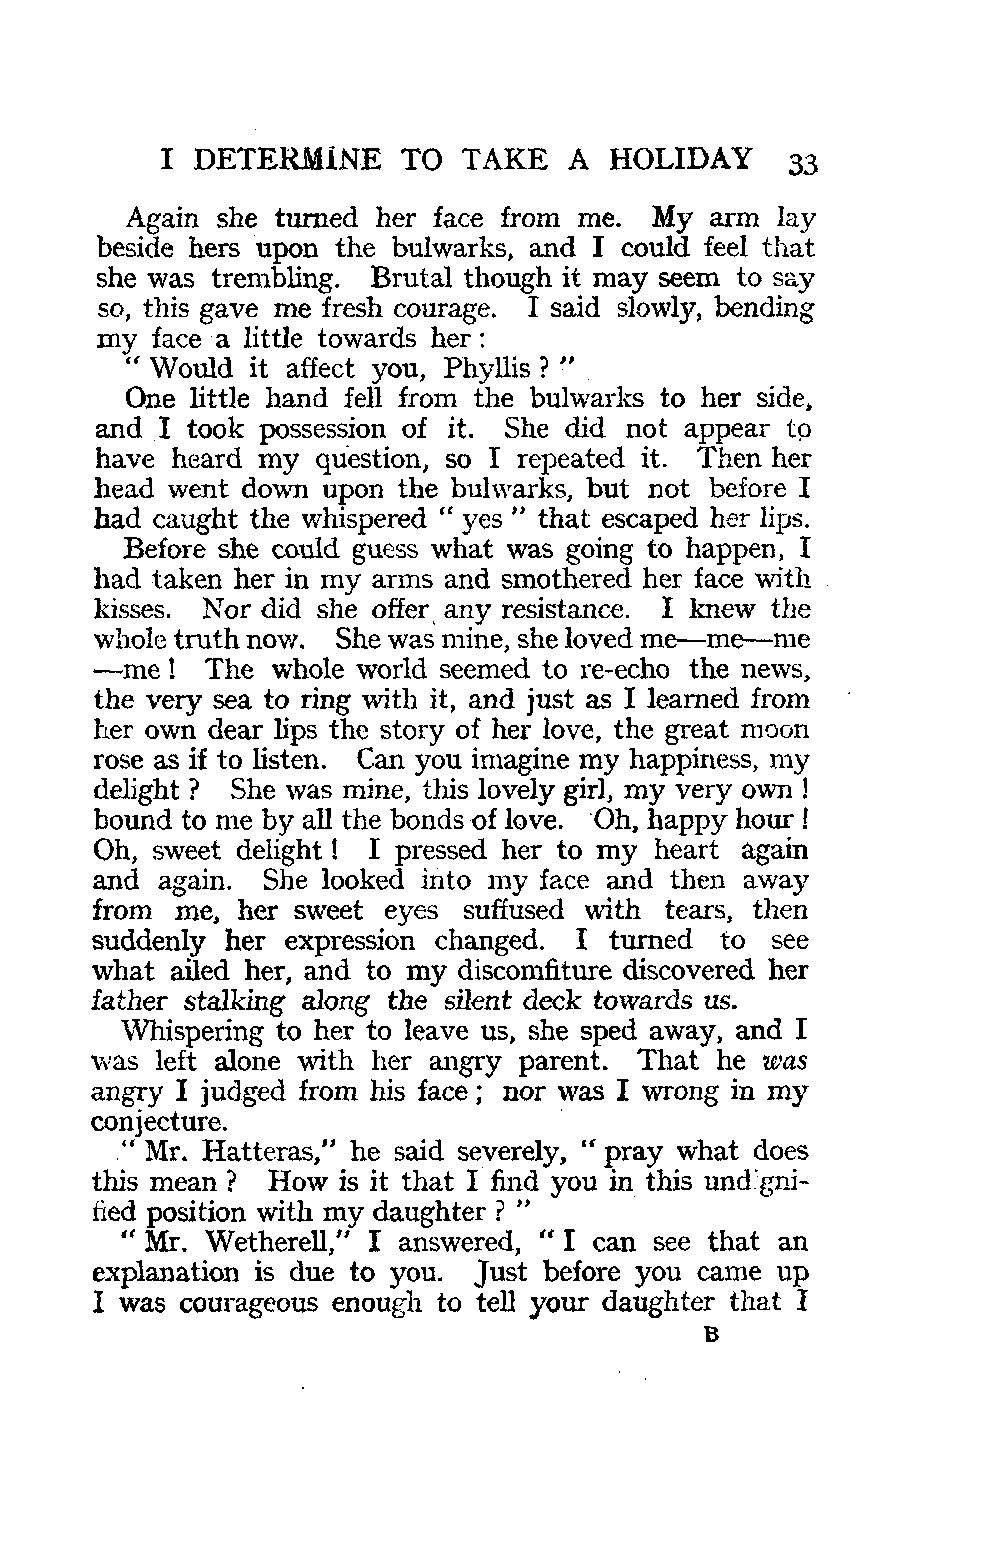 I DETERMINE TO TAKE A HOLIDAY 33
Again she turned her face from me. My arm lay
beside hers upon the bulwarks, and I could feel that
she was trembling. Brutal though it may seem to say
so, this gave me fresh courage. I said slowly, bending
my face a little towards her :
" Would it affect you, Phyllis ? "
One little hand fell from the bulwarks to her side,
and I took possession of it. She did not appear to
have heard my question, so I repeated it. Then her
head went down upon the bulwarks, but not before I
had caught the whispered " yes " that escaped her lips.
Before she could guess what was going to happen, I
had taken her in my arms and smothered her face with
kisses. Nor did she offer any resistance. I knew the
whole truth now. She was mine, she loved me—me—me
—me ! The whole world seemed to re-echo the news,
the very sea to ring with it, and just as I learned from
her own dear lips the story of her love, the great moon
rose as if to listen. Can you imagine my happiness, my
delight ? She was mine, this lovely girl, my very own !
bound to me by all the bonds of love. Oh, happy hour !
Oh, sweet delight ! I pressed her to my heart again
and again. She looked into my face and then away
from me, her sweet eyes suffused with tears, then
suddenly her expression changed. I turned to see
what ailed her, and to my discomfiture discovered her
father stalking along the silent deck towards us.
Whispering to her to leave us, she sped away, and I
was left alone with her angry parent. That he was
angry I judged from his face ; nor was I wrong in my
conjecture.
" Mr. Hatteras," he said severely, " pray what does
this mean ? How is it that I find you in this undigni-
fied position with my daughter ? "
" Mr. Wetherell," I answered, " I can see that an
explanation is due to you. Just before you came up
I was courageous enough to tell your daughter that I
B